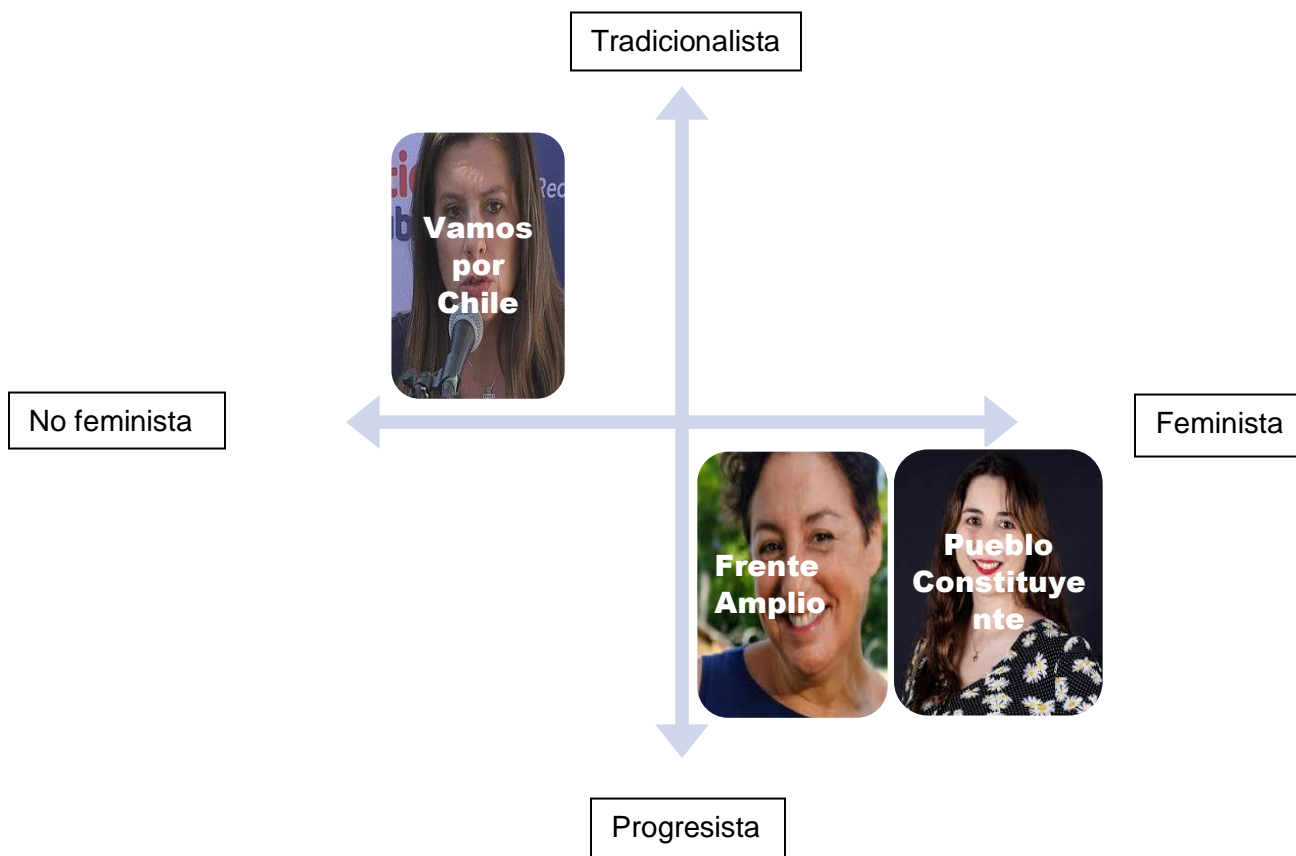 Tradicionalista
Vamos
por
Chile
No feminista
Feminista
Frente
Amplio
Pueblo
Constituye
nte
Progresista